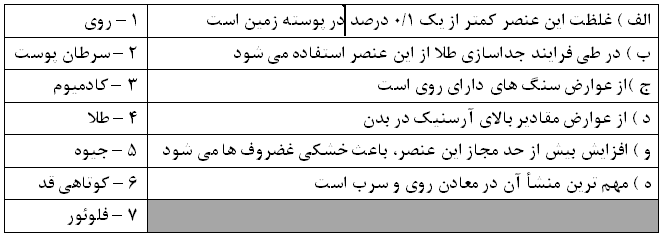 الف ) غلظت این عنصر کمتر از یک ۰/۱ درصد در پوسته زمین است	۱ – روی
ب ) در طی فرایند جداسازی طلا از این عنصر استفاده می شود	۲ –سرطان پوست
ج )از عوارض سنگ های دارای روی است	۳ – کادمیوم
د ) از عوارض مقادیر بالای آرسنیک در بدن	۴ – طلا
و ) افزایش بیش از حد مجاز این عنصر، باعث خشکی غضروف ها می شود	۵ – جیوه
ه ) مهم ترین منشأ آن در معادن روی و سرب است	۶ – کوتاهی قد
۷ – فلوئور